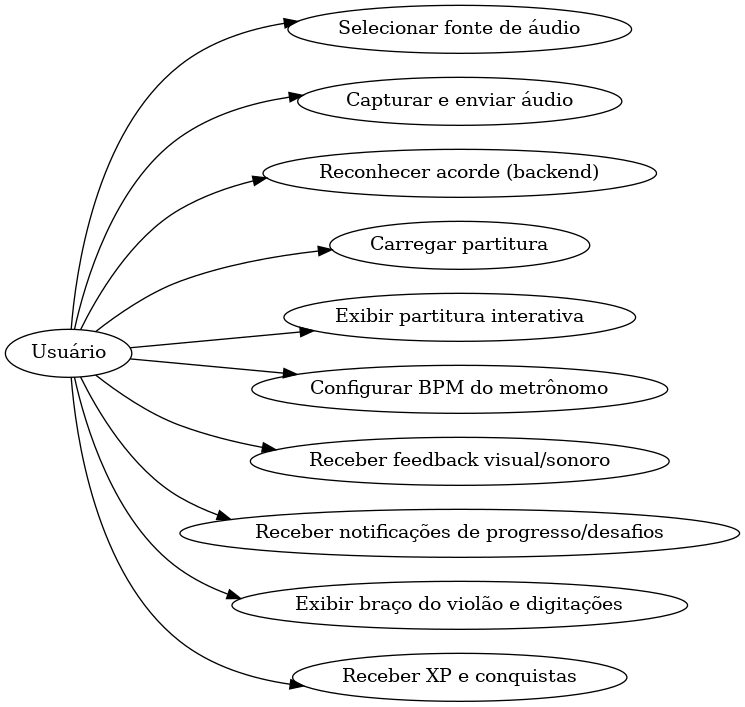 Selecionar fonte de áudio
Capturar e enviar áudio
Reconhecer acorde (backend)
Carregar partitura
Exibir partitura interativa
Usuário
Configurar BPM do metrônomo
Receber feedback visual/sonoro
Receber notificações de progresso/desafios
Exibir braço do violão e digitações
Receber XP e conquistas